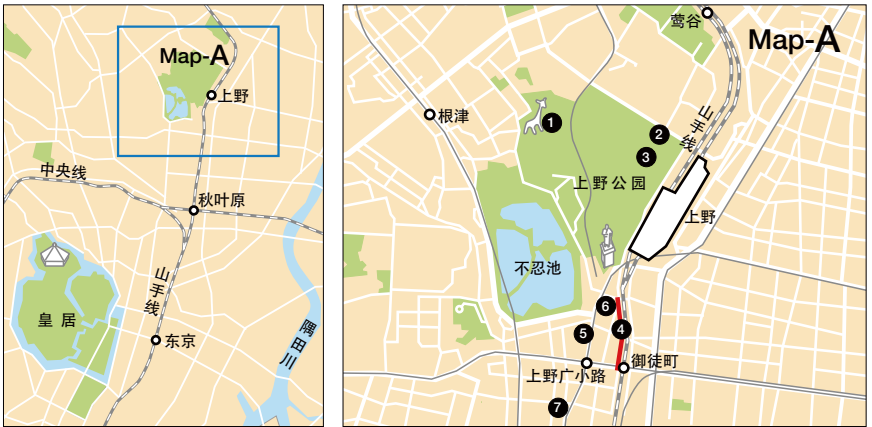 Map-A
上野
中央线
秋叶原
山手线
皇居
东京
隅田川
Map-A
莺谷
根津
山手线
1
2
3
上野公园
上野
不忍池
6
4
5
御徒町
上野广小路
7